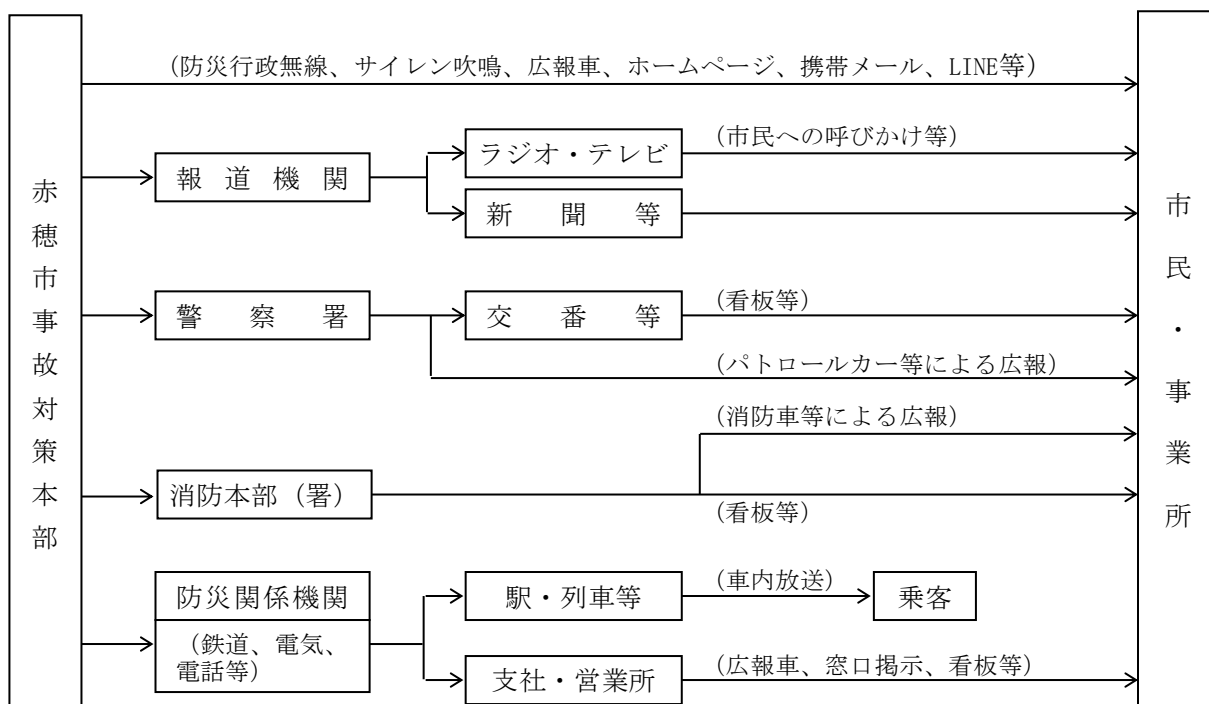 赤穂市事故対策本部
(防災行政無線、サイレン吹鳴、広報車、ホームページ、携帯メール、LINE等)
報道機関
ラジオ・テレビ
(市民への呼びかけ等)
新聞等
警察署
交番等
(看板等)
(パトロールカー等による広報)
(消防車等による広報)
消防本部(署)
(看板等)
防災関係機関
(鉄道、電気、
電話等)
駅・列車等
(車内放送)
乗客
支社・営業所
(広報車、窓口掲示、看板等)
市民・事業所